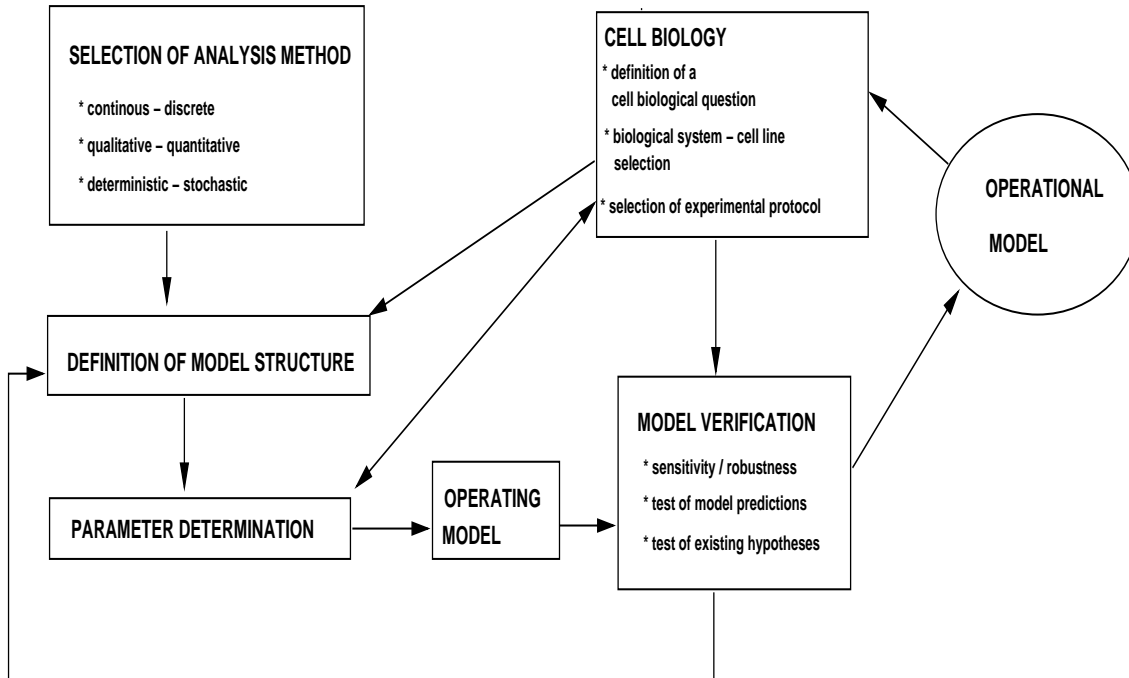 SELECTION OF ANALYSIS METHOD
* continous – discrete
* qualitative – quantitative
* deterministic – stochastic
CELL BIOLOGY
* definition of a
cell biological question
* biological system – cell line
selection
* selection of experimental protocol
OPERATIONAL
MODEL
DEFINITION OF MODEL STRUCTURE
MODEL VERIFICATION
* sensitivity / robustness
* test of model predictions
* test of existing hypotheses
OPERATING
MODEL
PARAMETER DETERMINATION